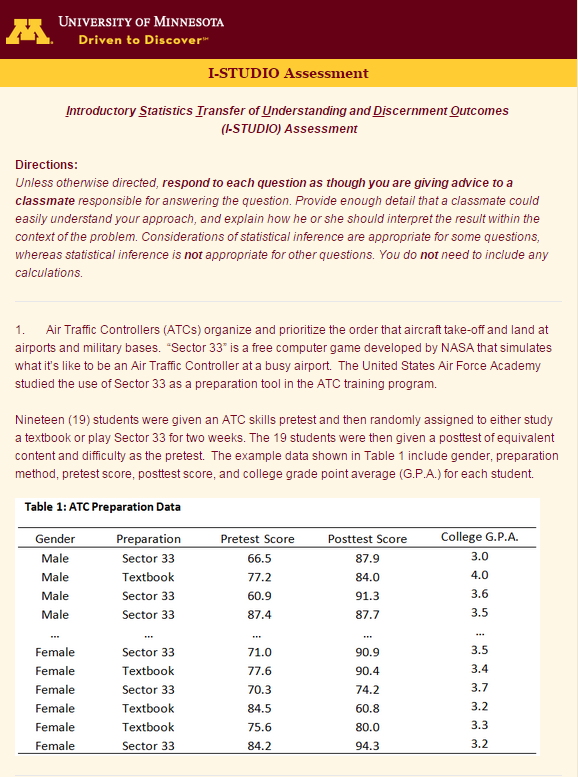 UNIVERSITY OF MINNESOTA
Driven to Discover℠
I-STUDIO Assessment
Introductory Statistics Transfer of Understanding and Discernment Outcomes
(I-STUDIO) Assessment
Directions:
Unless otherwise directed, respond to each question as though you are giving advice to a
classmate responsible for answering the question. Provide enough detail that a classmate could
easily understand your approach, and explain how he or she should interpret the result within the
context of the problem. Considerations of statistical inference are appropriate for some questions,
whereas statistical inference is not appropriate for other questions. You do not need to include any
calculations.
1. Air Traffic Controllers (ATCs) organize and prioritize the order that aircraft take-off and land at
airports and military bases. “Sector 33” is a free computer game developed by NASA that simulates
what it’s like to be an Air Traffic Controller at a busy airport. The United States Air Force Academy
studied the use of Sector 33 as a preparation tool in the ATC training program.
Nineteen (19) students were given an ATC skills pretest and then randomly assigned to either study
a textbook or play Sector 33 for two weeks. The 19 students were then given a posttest of equivalent
content and difficulty as the pretest. The example data shown in Table 1 include gender, preparation
method, pretest score, posttest score, and college grade point average (G.P.A.) for each student.
Table 1: ATC Preparation Data
Gender Preparation Pretest Score Posttest Score College G.P.A.
Male Sector 33 66.5 87.9 3.0
Male Textbook 77.2 84.0 4.0
Male Sector 33 60.9 91.3 3.6
Male Sector 33 87.4 87.7 3.5
... ... ... ... ...
Female Sector 33 71.0 90.9 3.5
Female Textbook 77.6 90.4 3.4
Female Sector 33 70.3 74.2 3.7
Female Textbook 84.5 60.8 3.2
Female Textbook 75.6 80.0 3.3
Female Sector 33 84.2 94.3 3.2